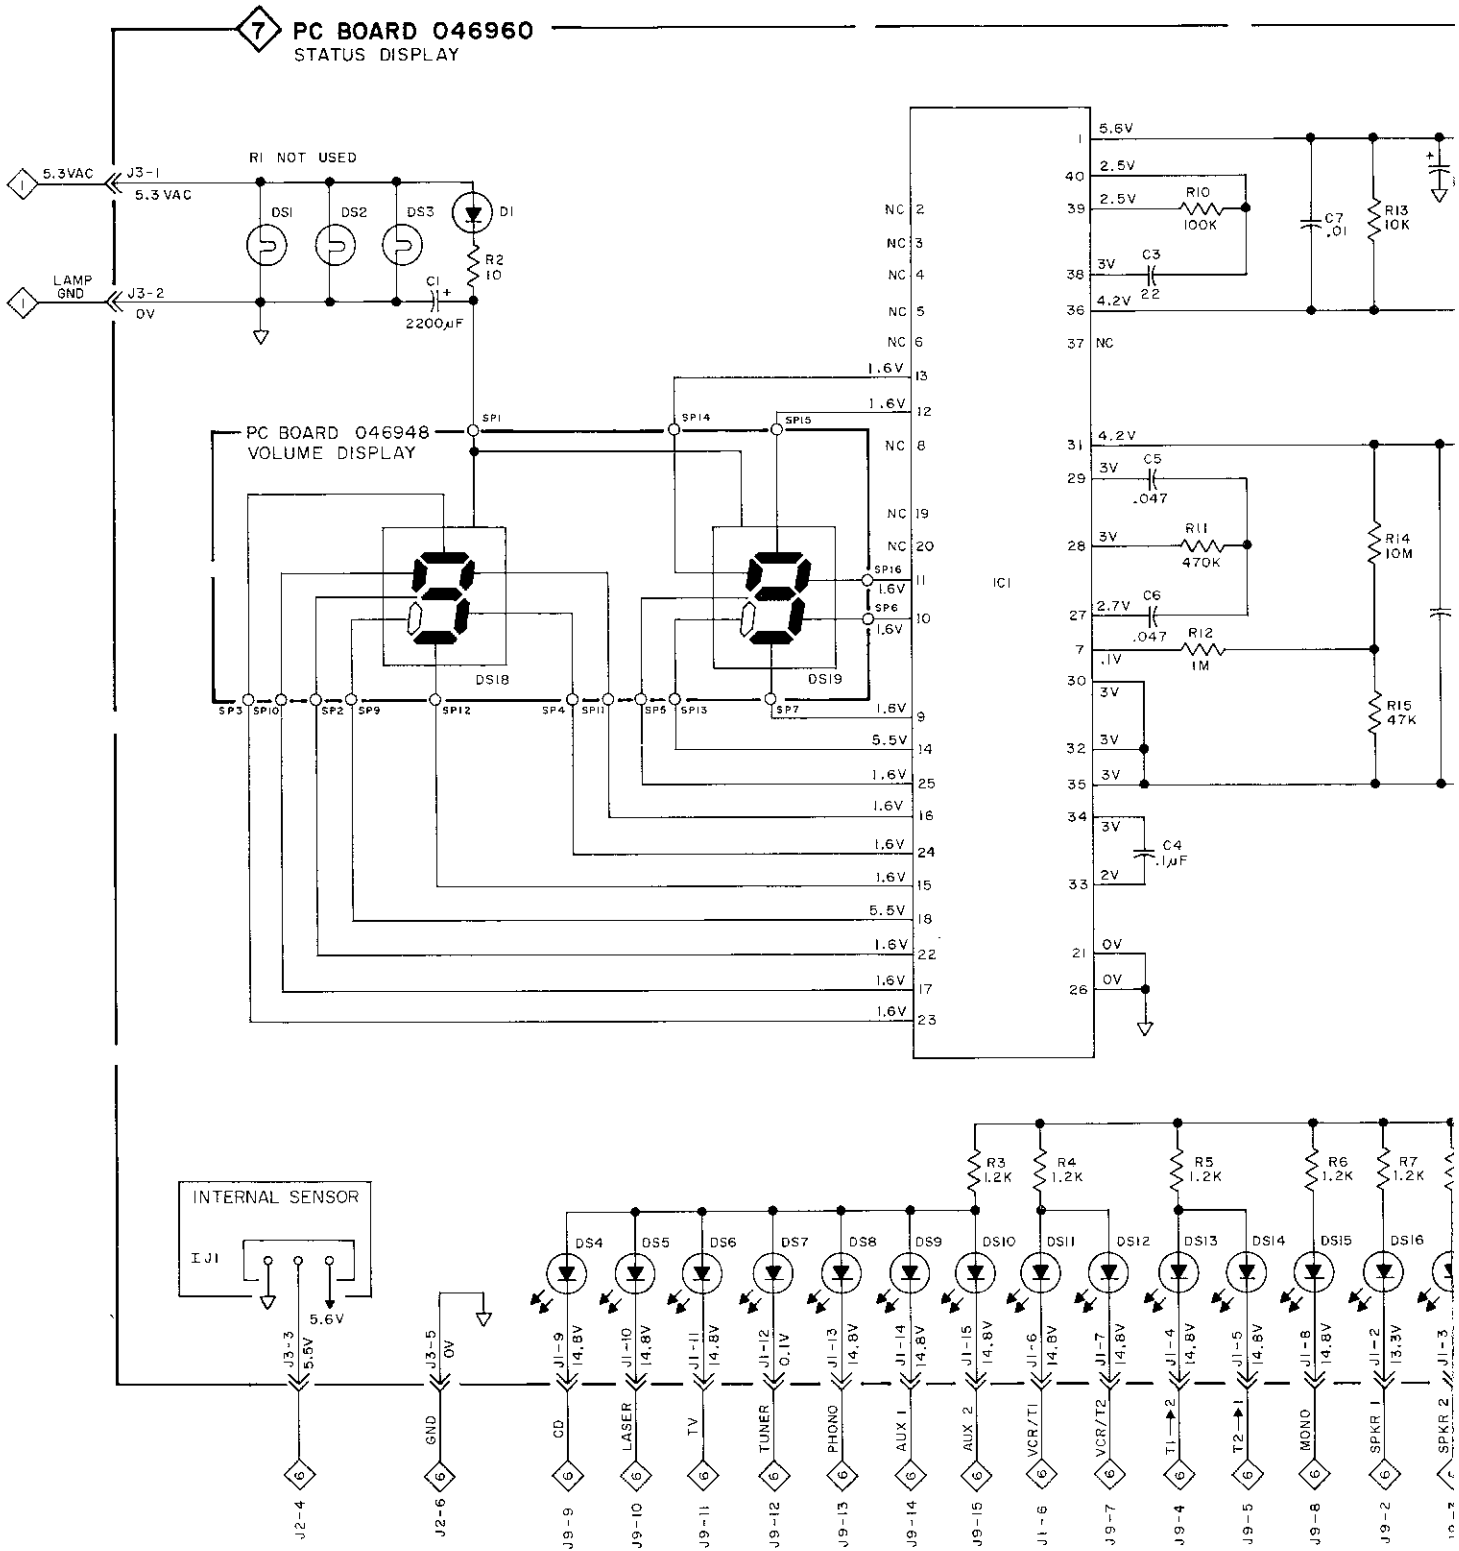 7 PC BOARD 046960
STATUS DISPLAY
R1 NOT USED
1 5.3VAC J3-1
5.3VAC
DS1 DS2 DS3 D1
R2
10
1 LAMP
GND J3-2
0V
C1 +
2200µF
PC BOARD 046948
VOLUME DISPLAY
SP1 SP14 SP15
SP16
SP6
DS18 DS19
SP3 SP10 SP2 SP9 SP12 SP4 SP11 SP5 SP13 SP7
IC1
NC 2
NC 3
NC 4
NC 5
NC 6
1.6V 13
1.6V 12
NC 8
NC 19
NC 20
1.6V 11
1.6V 10
1.6V 9
5.5V 14
1.6V 25
1.6V 16
1.6V 24
1.6V 15
5.5V 18
1.6V 22
1.6V 17
1.6V 23
1 5.6V
40 2.5V
39 2.5V
R10
100K
38 3V
C3
22
36 4.2V
37 NC
C7
.01
R13
10K
+
31 4.2V
29 3V
C5
.047
28 3V
R11
470K
27 2.7V
C6
.047
7 .1V
R12
1M
R14
10M
R15
47K
30 3V
32 3V
35 3V
34 3V
C4
.1µF
33 2V
21 0V
26 0V
R3
1.2K
R4
1.2K
R5
1.2K
R6
1.2K
R7
1.2K
INTERNAL SENSOR
IJ1
5.6V
DS4 DS5 DS6 DS7 DS8 DS9 DS10 DS11 DS12 DS13 DS14 DS15 DS16
J3-3
5.5V
J3-5
0V
J1-9
14.8V
J1-10
14.8V
J1-11
14.8V
J1-12
0.1V
J1-13
14.8V
J1-14
14.8V
J1-15
14.8V
J1-6
14.8V
J1-7
14.8V
J1-4
14.8V
J1-5
14.8V
J1-8
14.8V
J1-2
13.3V
J1-3
GND CD LASER TV TUNER PHONO AUX 1 AUX 2 VCR/T1 VCR/T2 T1→2 T2→1 MONO SPKR 1 SPKR 2
6 6 6 6 6 6 6 6 6 6 6 6 6 6 6 6
J2-4 J2-6 J9-9 J9-10 J9-11 J9-12 J9-13 J9-14 J9-15 J1-6 J9-7 J9-4 J9-5 J9-8 J9-2